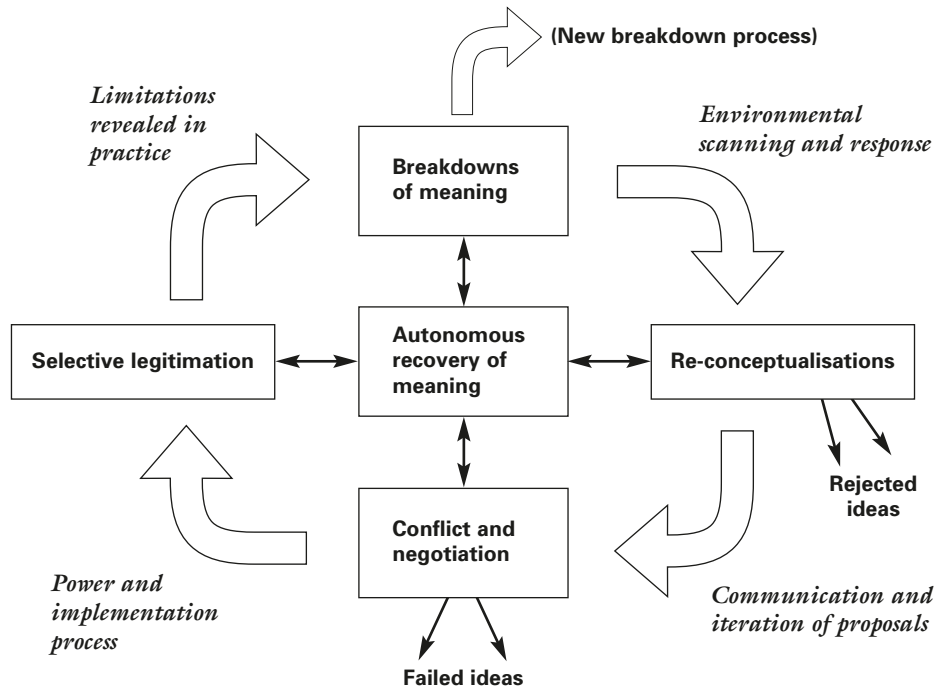 (New breakdown process)
Limitations
revealed in
practice
Environmental
scanning and response
Breakdowns
of meaning
Selective legitimation
Autonomous
recovery of
meaning
Re-conceptualisations
Rejected
ideas
Conflict and
negotiation
Power and
implementation
process
Communication and
iteration of proposals
Failed ideas